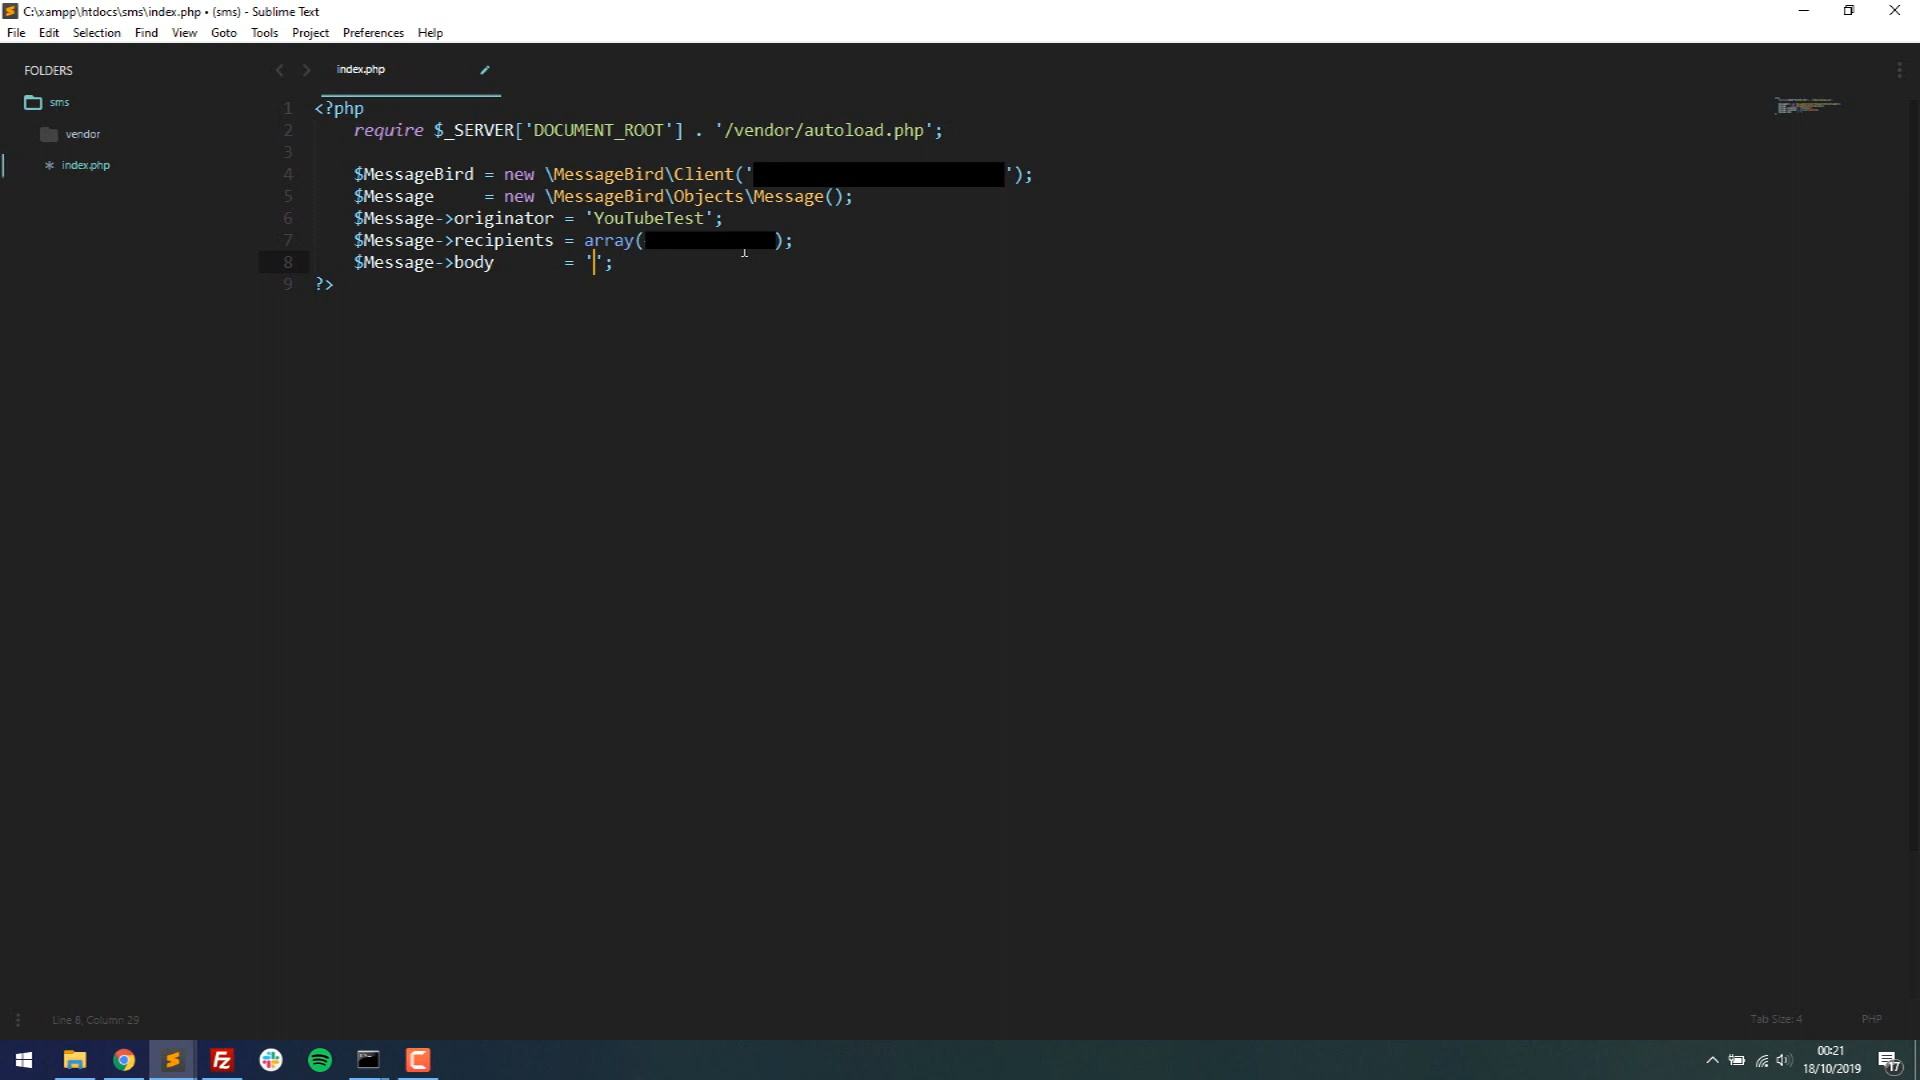 C:\xampp\htdocs\sms\index.php • (sms) - Sublime Text
File Edit Selection Find View Goto Tools Project Preferences Help
FOLDERS
sms
vendor
index.php
index.php
1 <?php
2 require $_SERVER['DOCUMENT_ROOT'] . '/vendor/autoload.php';
3
4 $MessageBird = new \MessageBird\Client(' ');
5 $Message = new \MessageBird\Objects\Message();
6 $Message->originator = 'YouTubeTest';
7 $Message->recipients = array( );
8 $Message->body = '';
9 ?>
Line 8, Column 29
Tab Size: 4
PHP
00:21
18/10/2019
17